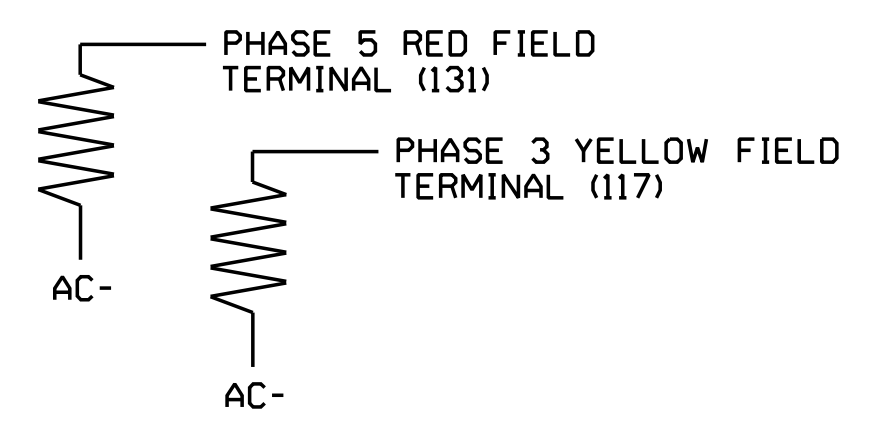 PHASE 5 RED FIELD
TERMINAL (131)
AC-
PHASE 3 YELLOW FIELD
TERMINAL (117)
AC-